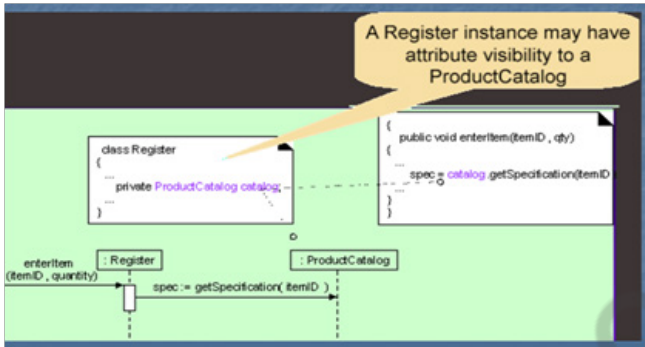 A Register instance may have
attribute visibility to a
ProductCatalog
class Register
{
...
private ProductCatalog catalog;
...
}
{
public void enterItem(itemID , qty)
{
...
spec = catalog.getSpecification(itemID )
...
}
}
enterItem
(itemID , quantity)
: Register
: ProductCatalog
spec := getSpecification( itemID )